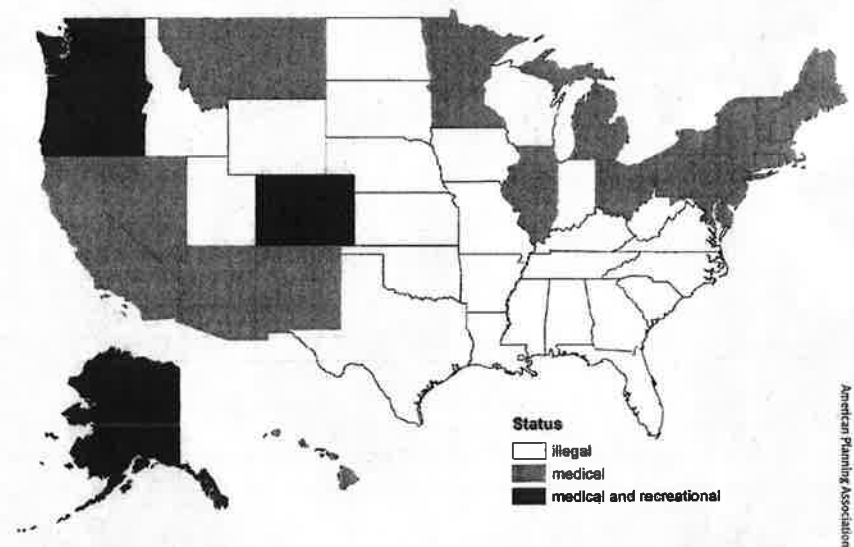 Status
illegal
medical
medical and recreational
American Planning Association